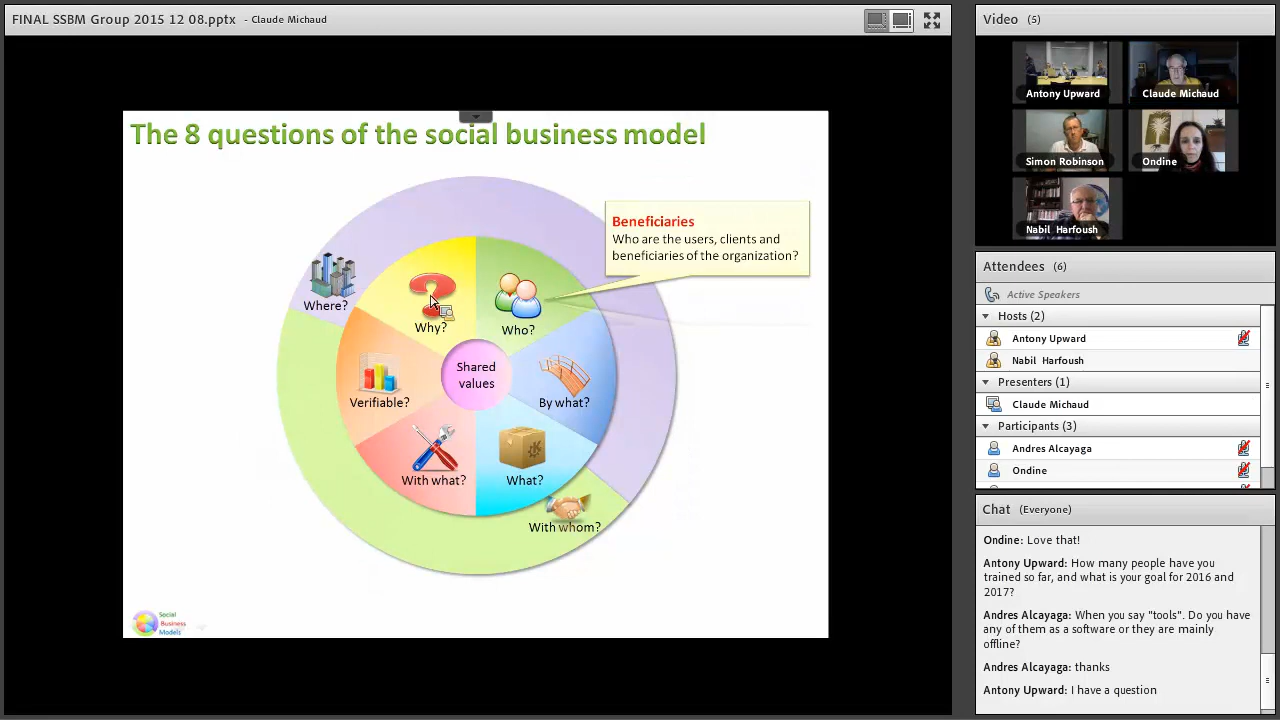 FINAL SSBM Group 2015 12 08.pptx - Claude Michaud
The 8 questions of the social business model
Beneficiaries
Who are the users, clients and
beneficiaries of the organization?
Where?
Why?
Who?
Shared
values
Verifiable?
By what?
With what?
What?
With whom?
Social
Business
Models
Video (5)
Antony Upward
Claude Michaud
Simon Robinson
Ondine
Nabil Harfoush
Attendees (6)
Active Speakers
Hosts (2)
Antony Upward
Nabil Harfoush
Presenters (1)
Claude Michaud
Participants (3)
Andres Alcayaga
Ondine
Chat (Everyone)
Ondine: Love that!
Antony Upward: How many people have you
trained so far, and what is your goal for 2016 and
2017?
Andres Alcayaga: When you say "tools". Do you have
any of them as a software or they are mainly
offline?
Andres Alcayaga: thanks
Antony Upward: I have a question